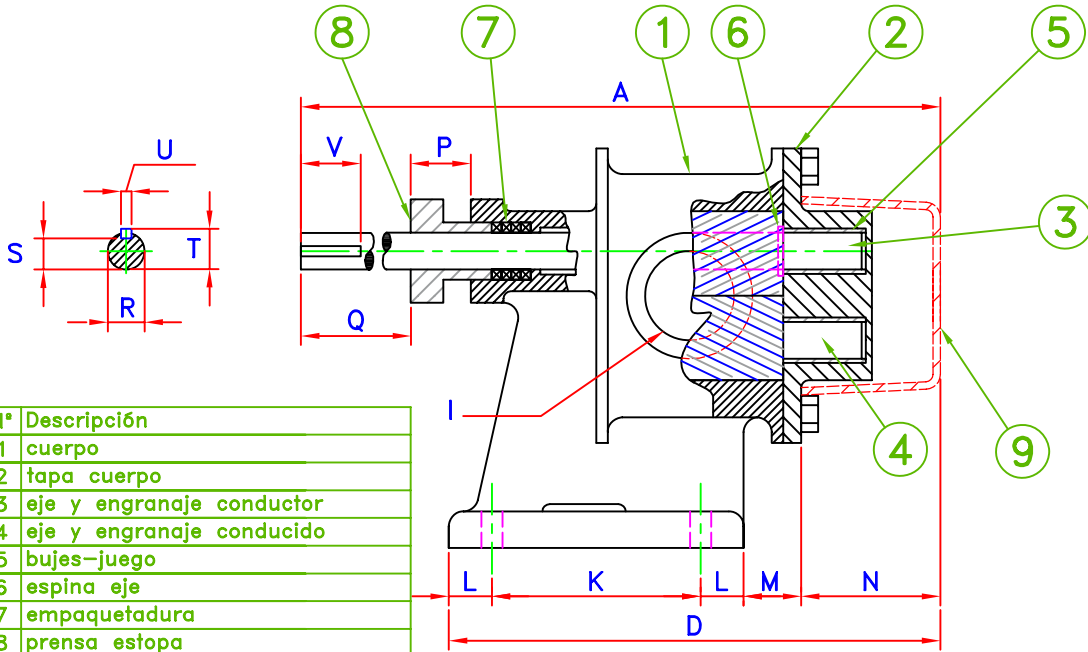 8 7 1 6 2 5
A
U V P
3
S T
R
Q
I
4 9
Nº Descripción
1 cuerpo
2 tapa cuerpo
3 eje y engranaje conductor
4 eje y engranaje conducido
5 bujes-juego
6 espina eje
7 empaquetadura
8 prensa estopa
L K L M N
D